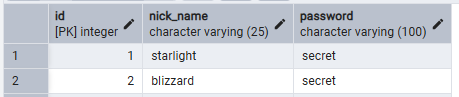 id nick_name password
[PK] integer character varying (25) character varying (100)
1 1 starlight secret
2 2 blizzard secret